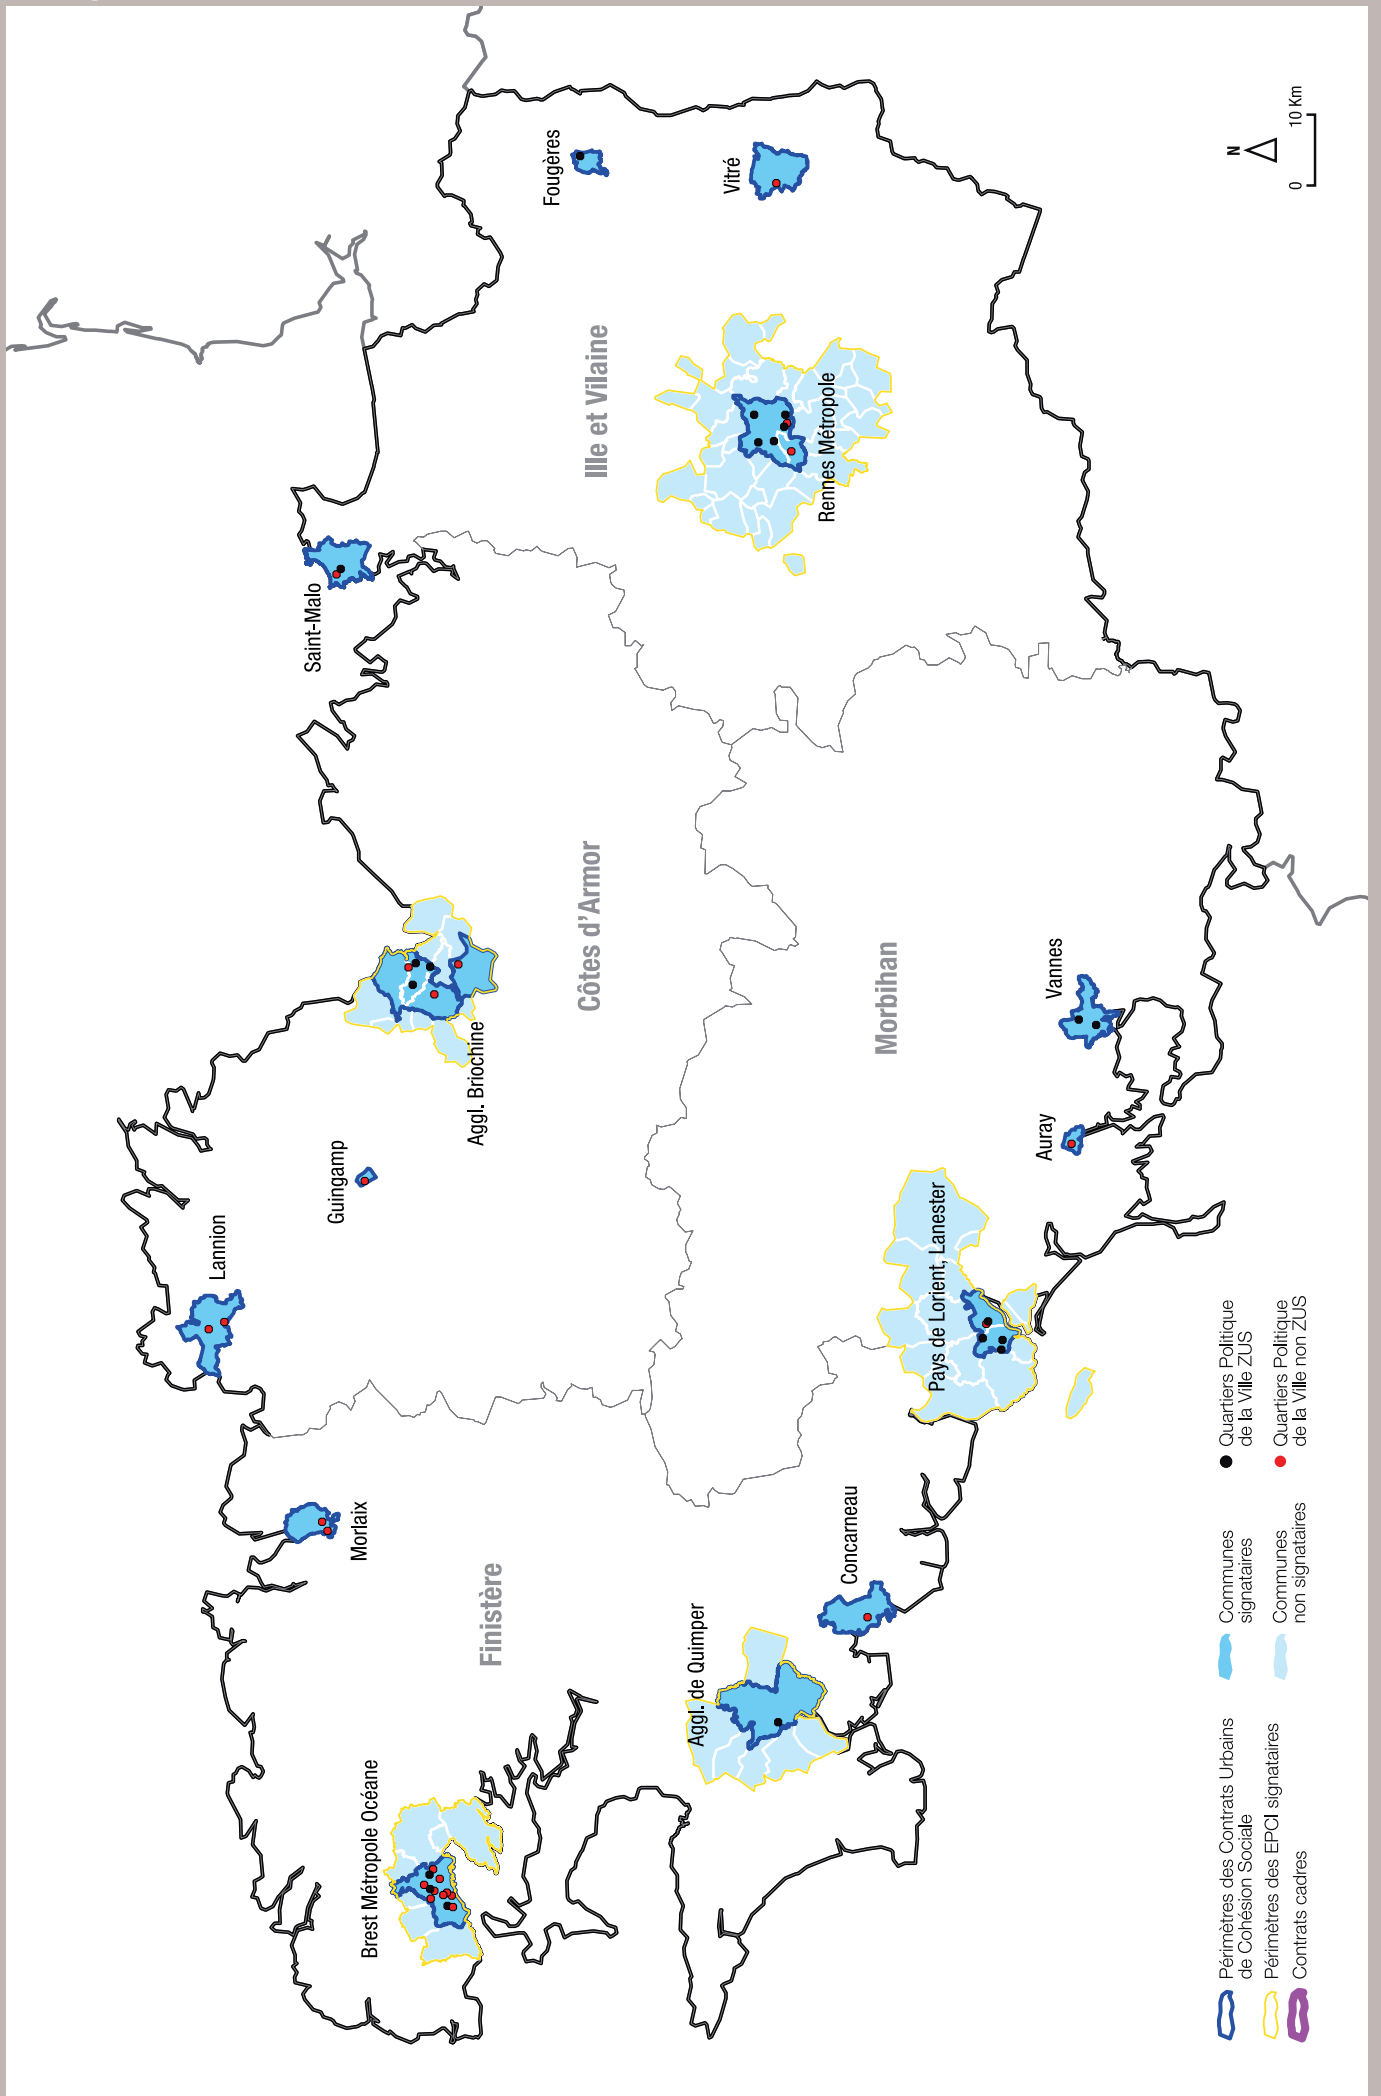 Lannion
Saint-Malo
Morlaix
Guingamp
Brest Métropole Océane
Aggl. Briochine
Fougères
Finistère
Côtes d'Armor
Ille et Vilaine
Vitré
Aggl. de Quimper
Rennes Métropole
Concarneau
Morbihan
Pays de Lorient, Lanester
Auray
Vannes
Périmètres des Contrats Urbains
de Cohésion Sociale
Périmètres des EPCI signataires
Contrats cadres
Communes
signataires
Communes
non signataires
Quartiers Politique
de la Ville ZUS
Quartiers Politique
de la Ville non ZUS
N
0 10 Km